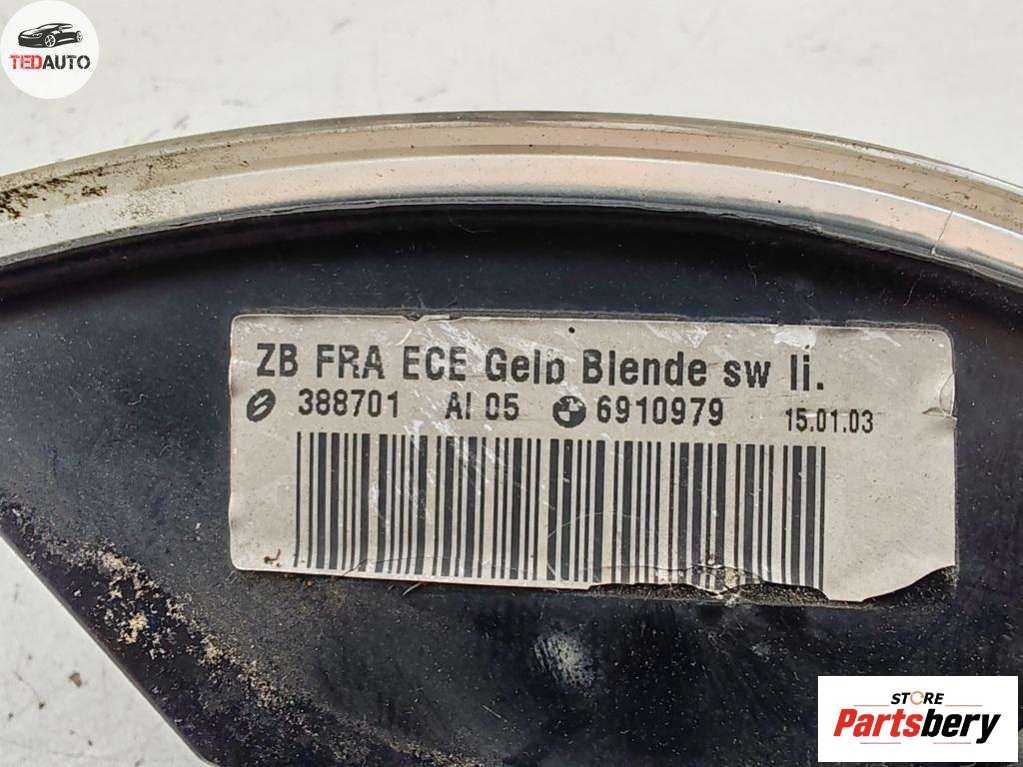 TEDAUTO
ZB FRA ECE Gelb Blende sw li.
388701 AI 05 6910979 15.01.03
STORE
Partsbery